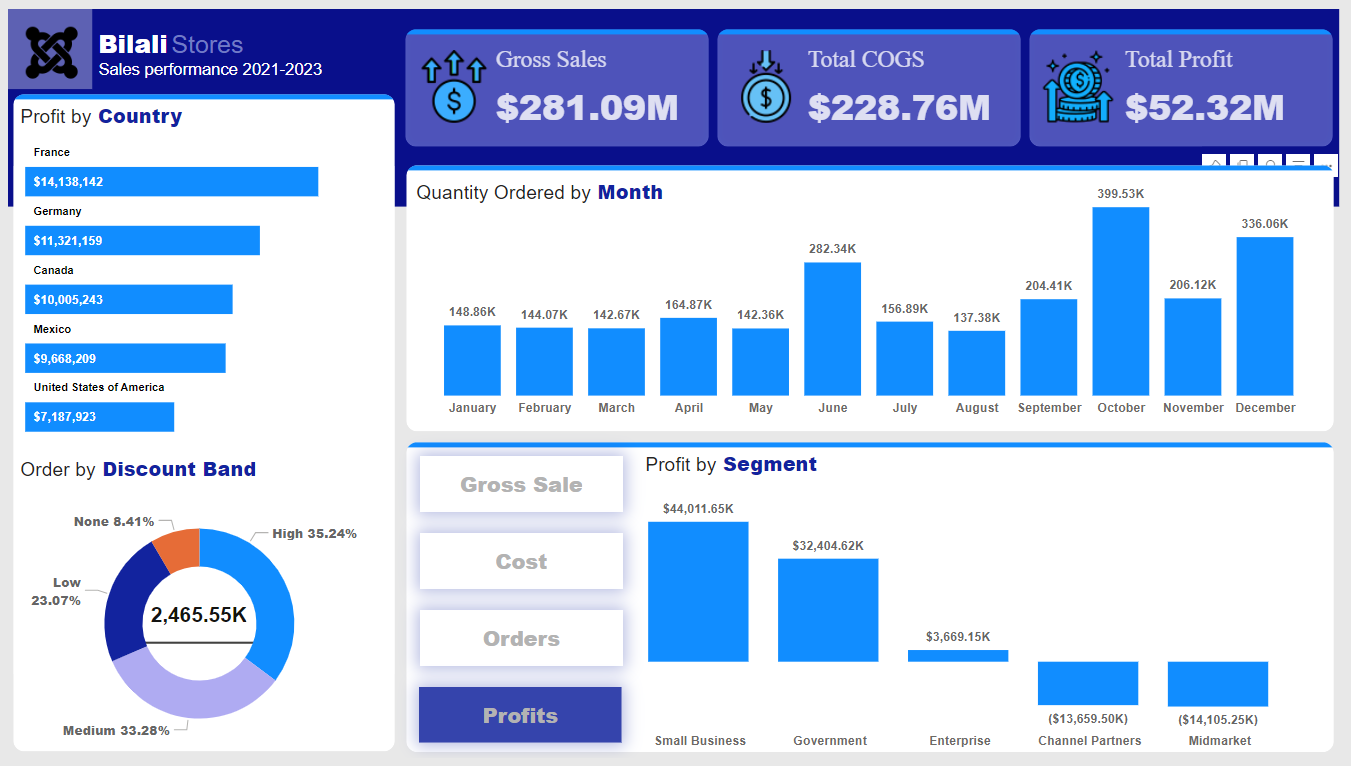 Bilali Stores
Sales performance 2021-2023
Gross Sales
$281.09M
Total COGS
$228.76M
Total Profit
$52.32M
Profit by Country
France
$14,138,142
Germany
$11,321,159
Canada
$10,005,243
Mexico
$9,668,209
United States of America
$7,187,923
Order by Discount Band
None 8.41%
High 35.24%
Low
23.07%
2,465.55K
Medium 33.28%
Quantity Ordered by Month
148.86K
144.07K
142.67K
164.87K
142.36K
282.34K
156.89K
137.38K
204.41K
399.53K
206.12K
336.06K
January February March April May June July August September October November December
Gross Sale
Cost
Orders
Profits
Profit by Segment
$44,011.65K
$32,404.62K
$3,669.15K
($13,659.50K)
($14,105.25K)
Small Business Government Enterprise Channel Partners Midmarket